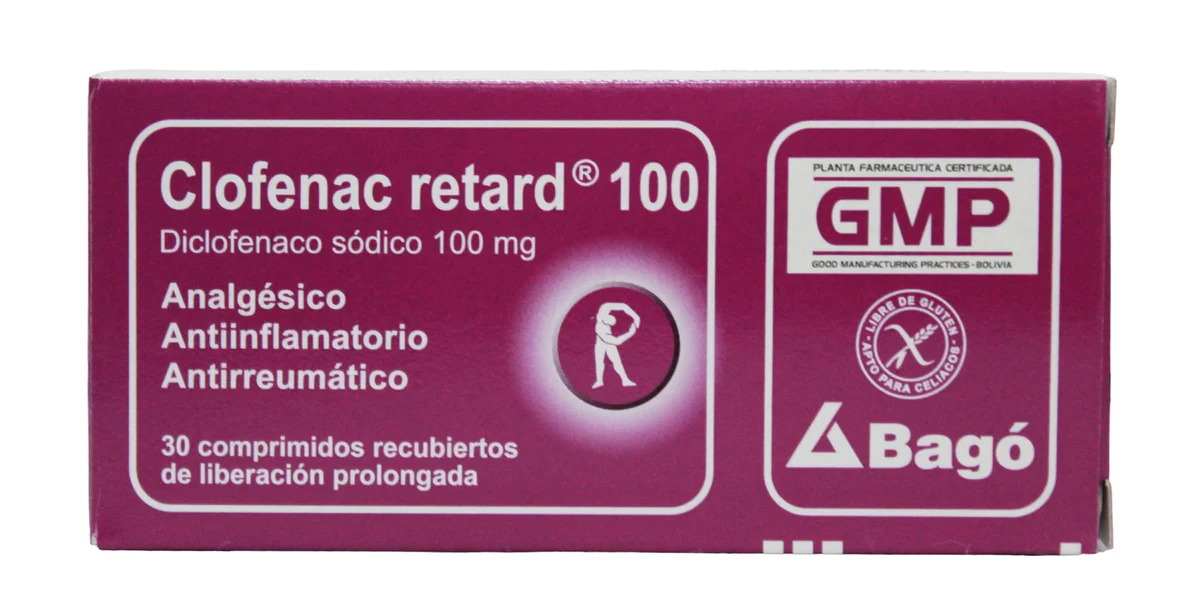 Clofenac retard® 100
Diclofenaco sódico 100 mg
Analgésico
Antiinflamatorio
Antirreumático
30 comprimidos recubiertos
de liberación prolongada
PLANTA FARMACEUTICA CERTIFICADA
GMP
GOOD MANUFACTURING PRACTICES - BOLIVIA
- LIBRE DE GLUTEN -
APTO PARA CELIACOS
Bagó